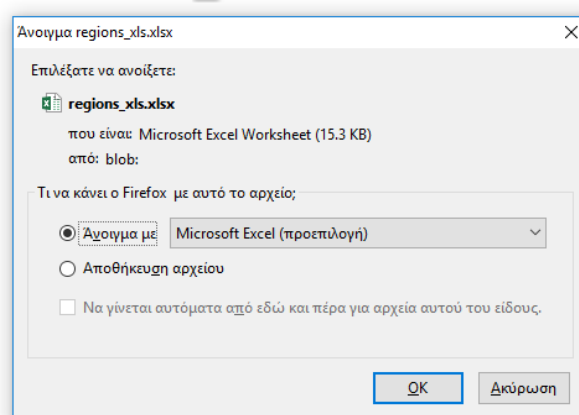 Άνοιγμα regions_xls.xlsx
Επιλέξατε να ανοίξετε:
regions_xls.xlsx
που είναι: Microsoft Excel Worksheet (15.3 KB)
από: blob:
Τι να κάνει ο Firefox με αυτό το αρχείο;
Άνοιγμα με Microsoft Excel (προεπιλογή)
Αποθήκευση αρχείου
Να γίνεται αυτόματα από εδώ και πέρα για αρχεία αυτού του είδους.
OK Ακύρωση